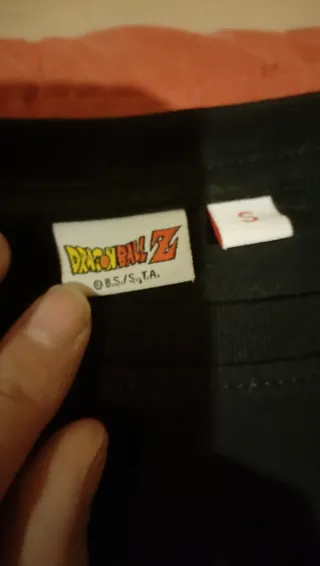 DRAGON BALL Z
© B.S./S., T.A.
S